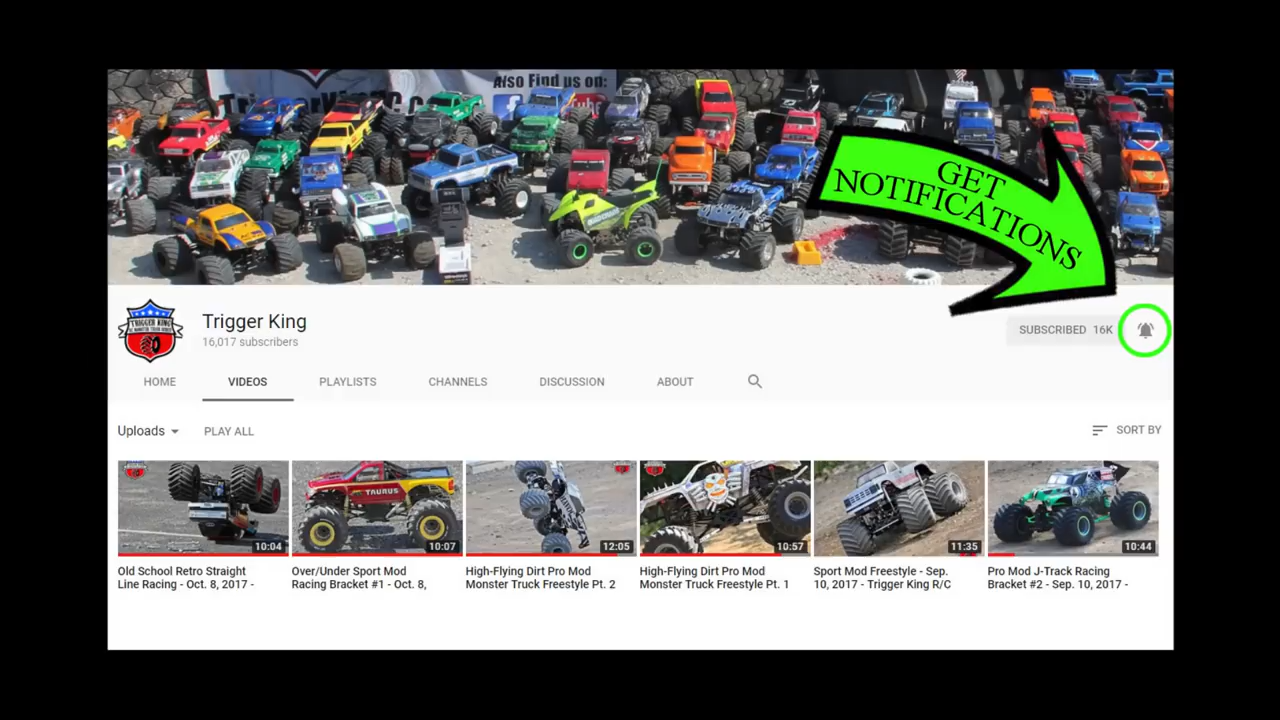 Also Find us on:
GET
NOTIFICATIONS
TRIGGER KING
Trigger King
16,017 subscribers
SUBSCRIBED 16K
HOME VIDEOS PLAYLISTS CHANNELS DISCUSSION ABOUT
Uploads PLAY ALL SORT BY
TAURUS
10:04 10:07 12:05 10:57 11:35 10:44
Old School Retro Straight
Line Racing - Oct. 8, 2017 -
Over/Under Sport Mod
Racing Bracket #1 - Oct. 8,
High-Flying Dirt Pro Mod
Monster Truck Freestyle Pt. 2
High-Flying Dirt Pro Mod
Monster Truck Freestyle Pt. 1
Sport Mod Freestyle - Sep.
10, 2017 - Trigger King R/C
Pro Mod J-Track Racing
Bracket #2 - Sep. 10, 2017 -